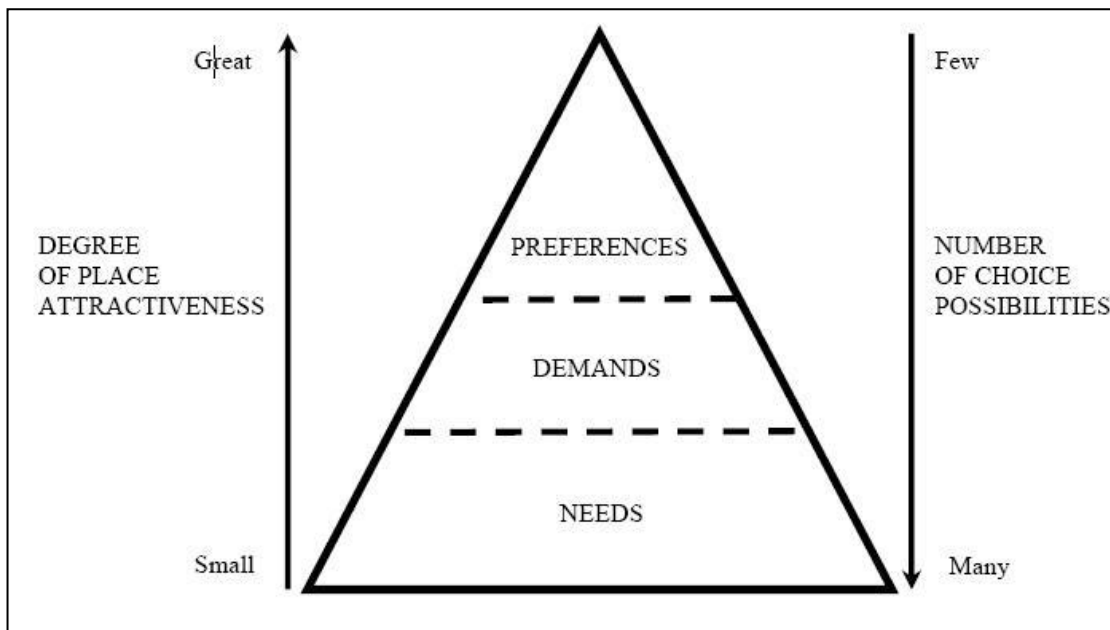 Great
Few
PREFERENCES
DEGREE
OF PLACE
ATTRACTIVENESS
NUMBER
OF CHOICE
POSSIBILITIES
DEMANDS
NEEDS
Small
Many